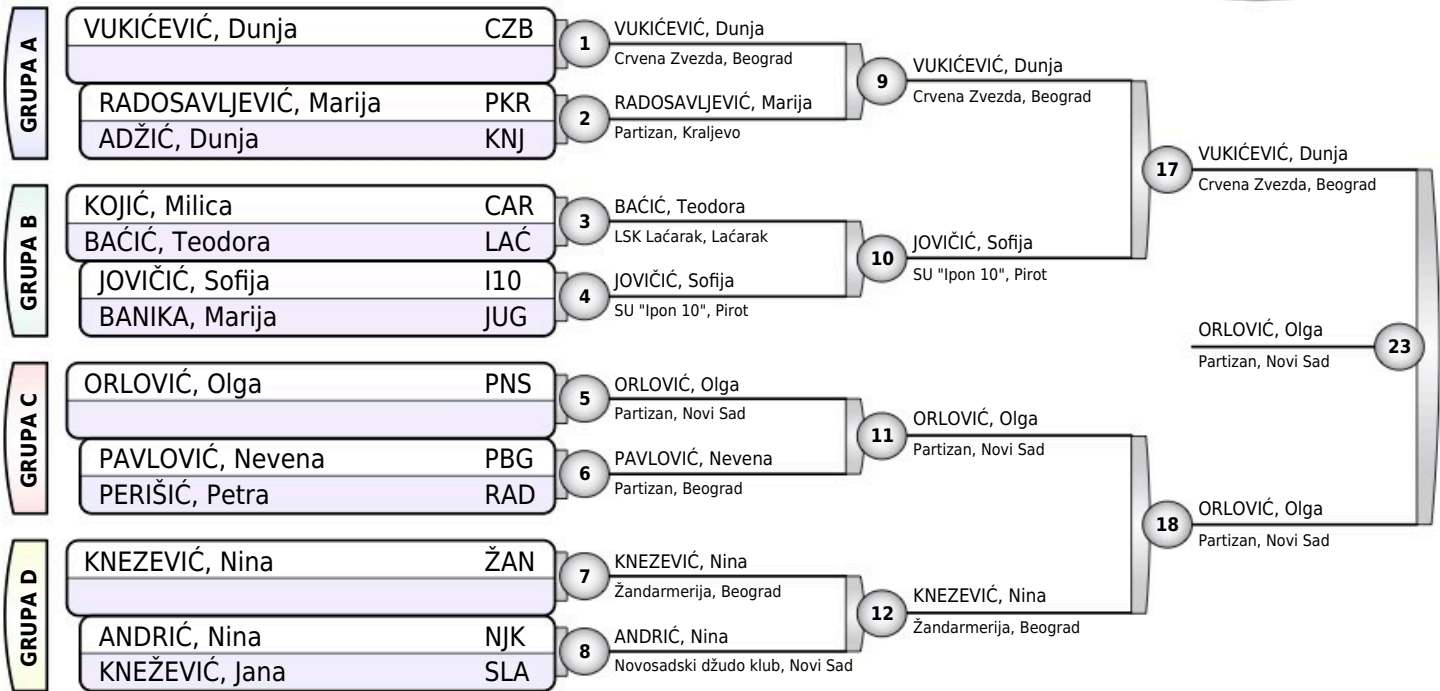 GRUPA A
VUKIĆEVIĆ, Dunja CZB
RADOSAVLJEVIĆ, Marija PKR
ADŽIĆ, Dunja KNJ
GRUPA B
KOJIĆ, Milica CAR
BAĆIĆ, Teodora LAĆ
JOVIČIĆ, Sofija I10
BANIKA, Marija JUG
GRUPA C
ORLOVIĆ, Olga PNS
PAVLOVIĆ, Nevena PBG
PERIŠIĆ, Petra RAD
GRUPA D
KNEZEVIĆ, Nina ŽAN
ANDRIĆ, Nina NJK
KNEŽEVIĆ, Jana SLA
1
VUKIĆEVIĆ, Dunja
Crvena Zvezda, Beograd
2
RADOSAVLJEVIĆ, Marija
Partizan, Kraljevo
3
BAĆIĆ, Teodora
LSK Laćarak, Laćarak
4
JOVIČIĆ, Sofija
SU "Ipon 10", Pirot
5
ORLOVIĆ, Olga
Partizan, Novi Sad
6
PAVLOVIĆ, Nevena
Partizan, Beograd
7
KNEZEVIĆ, Nina
Žandarmerija, Beograd
8
ANDRIĆ, Nina
Novosadski džudo klub, Novi Sad
9
VUKIĆEVIĆ, Dunja
Crvena Zvezda, Beograd
10
JOVIČIĆ, Sofija
SU "Ipon 10", Pirot
11
ORLOVIĆ, Olga
Partizan, Novi Sad
12
KNEZEVIĆ, Nina
Žandarmerija, Beograd
17
VUKIĆEVIĆ, Dunja
Crvena Zvezda, Beograd
18
ORLOVIĆ, Olga
Partizan, Novi Sad
ORLOVIĆ, Olga
Partizan, Novi Sad
23